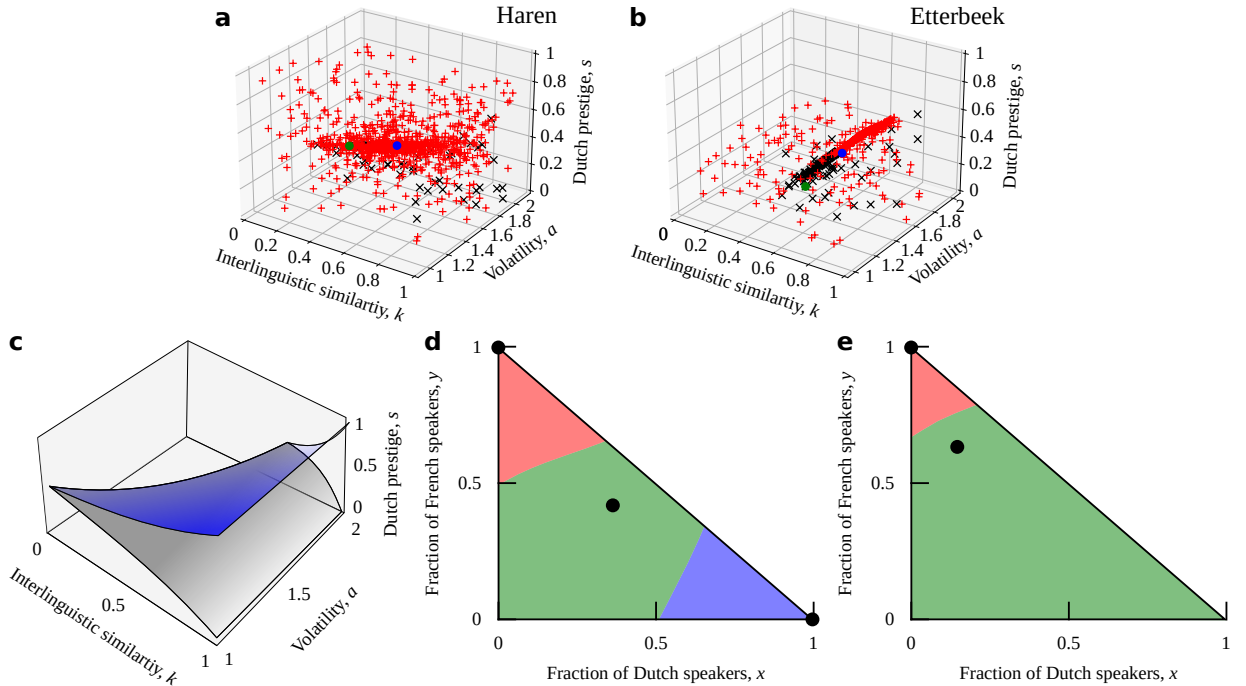 a
Haren
1
0.8
0.6
0.4
0.2
0
Dutch prestige, s
2
1.8
1.6
1.4
1.2
1
Volatility, a
0
0.2
0.4
0.6
0.8
1
Interlinguistic similartiy, k
b
Etterbeek
1
0.8
0.6
0.4
0.2
0
Dutch prestige, s
2
1.8
1.6
1.4
1.2
1
Volatility, a
0
0.2
0.4
0.6
0.8
1
Interlinguistic similartiy, k
c
1
0.5
0
Dutch prestige, s
2
1.5
1
Volatility, a
0
0.5
1
Interlinguistic similartiy, k
d
1
0.5
0
Fraction of French speakers, y
0
0.5
1
Fraction of Dutch speakers, x
e
1
0.5
0
Fraction of French speakers, y
0
0.5
1
Fraction of Dutch speakers, x